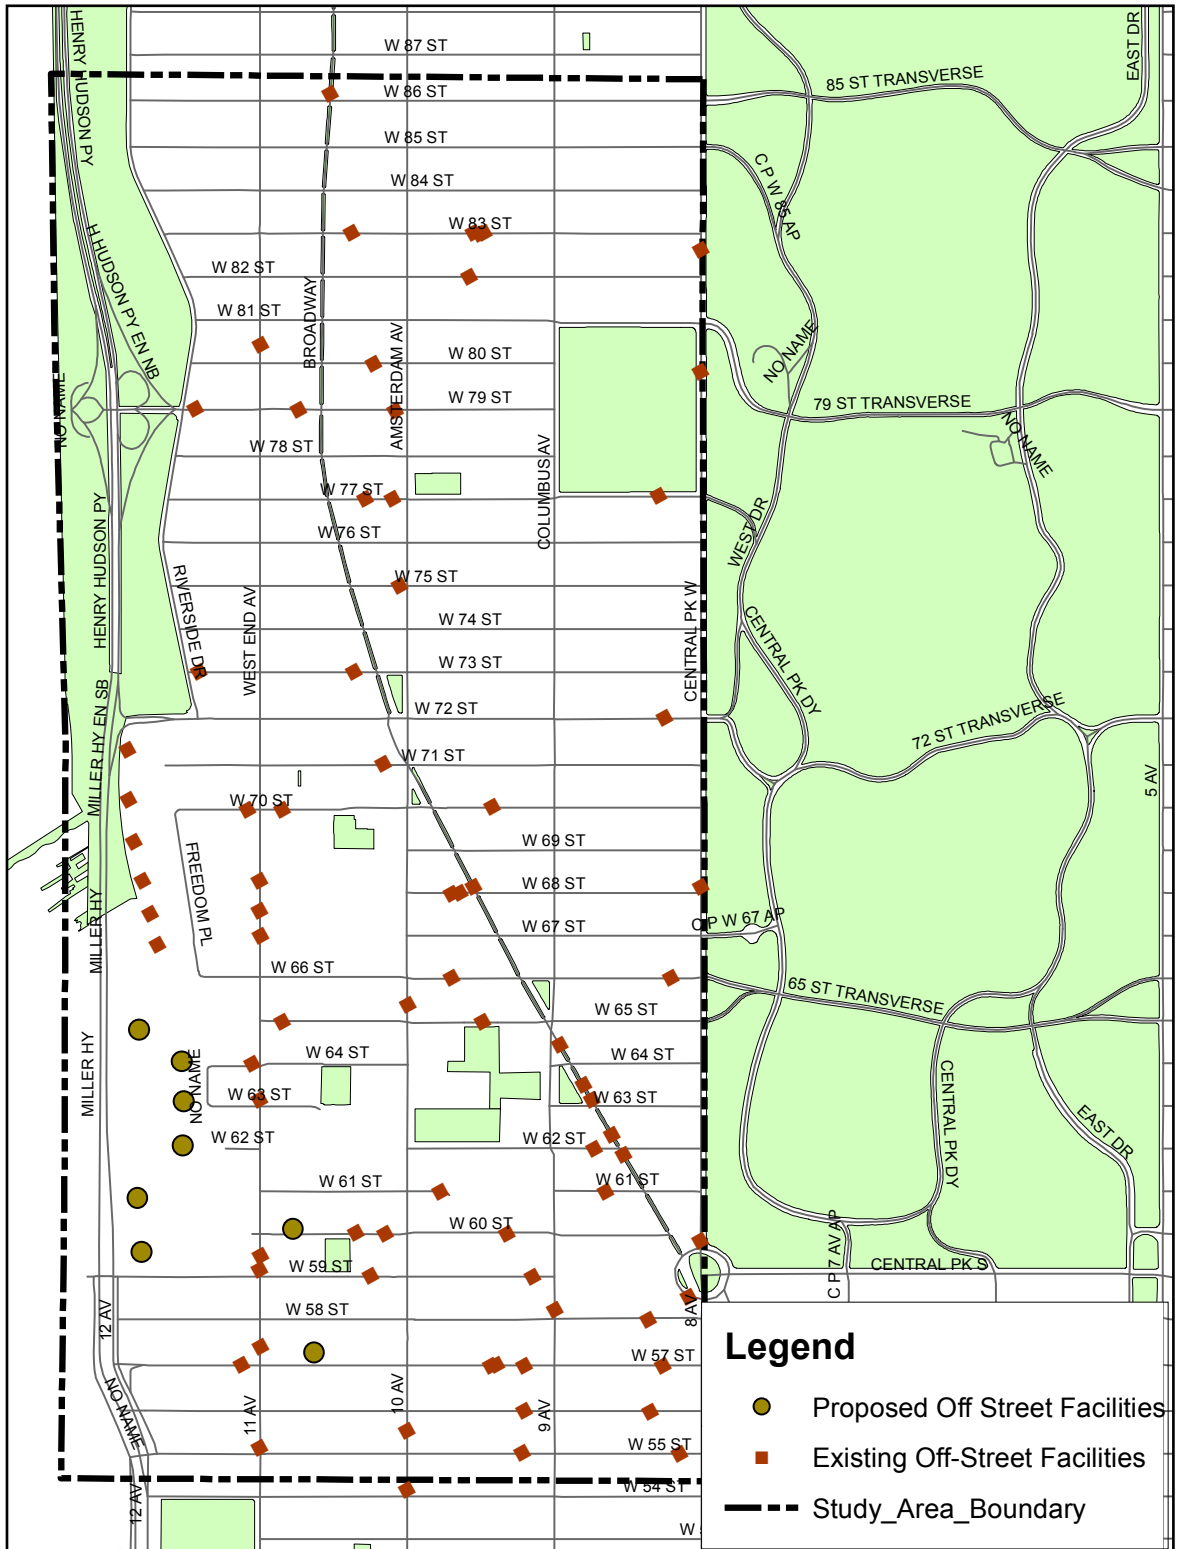 HENRY HUDSON PY
W 87 ST
EAST DR
85 ST TRANSVERSE
W 86 ST
W 85 ST
W 84 ST
C P W 85 AP
W 83 ST
H HUDSON PY EN NB
W 82 ST
W 81 ST
BROADWAY
AMSTERDAM AV
W 80 ST
NO NAME
NO NAME
W 79 ST
79 ST TRANSVERSE
NO NAME
W 78 ST
COLUMBUS AV
W 77 ST
W 76 ST
WEST DR
HENRY HUDSON PY
RIVERSIDE DR
WEST END AV
W 75 ST
W 74 ST
CENTRAL PK W
CENTRAL PK DY
W 73 ST
W 72 ST
72 ST TRANSVERSE
MILLER HY EN SB
W 71 ST
5 AV
W 70 ST
FREEDOM PL
W 69 ST
W 68 ST
MILLER HY
W 67 ST
C P W 67 AP
W 66 ST
65 ST TRANSVERSE
W 65 ST
MILLER HY
NO NAME
W 64 ST
W 64 ST
W 63 ST
W 63 ST
CENTRAL PK DY
EAST DR
W 62 ST
W 62 ST
W 61 ST
W 61 ST
W 60 ST
C P 7 AV AP
W 59 ST
CENTRAL PK S
12 AV
W 58 ST
8 AV
W 57 ST
NO NAME
11 AV
10 AV
9 AV
W 55 ST
12 AV
W 54 ST
W
Legend
Proposed Off Street Facilities
Existing Off-Street Facilities
Study_Area_Boundary